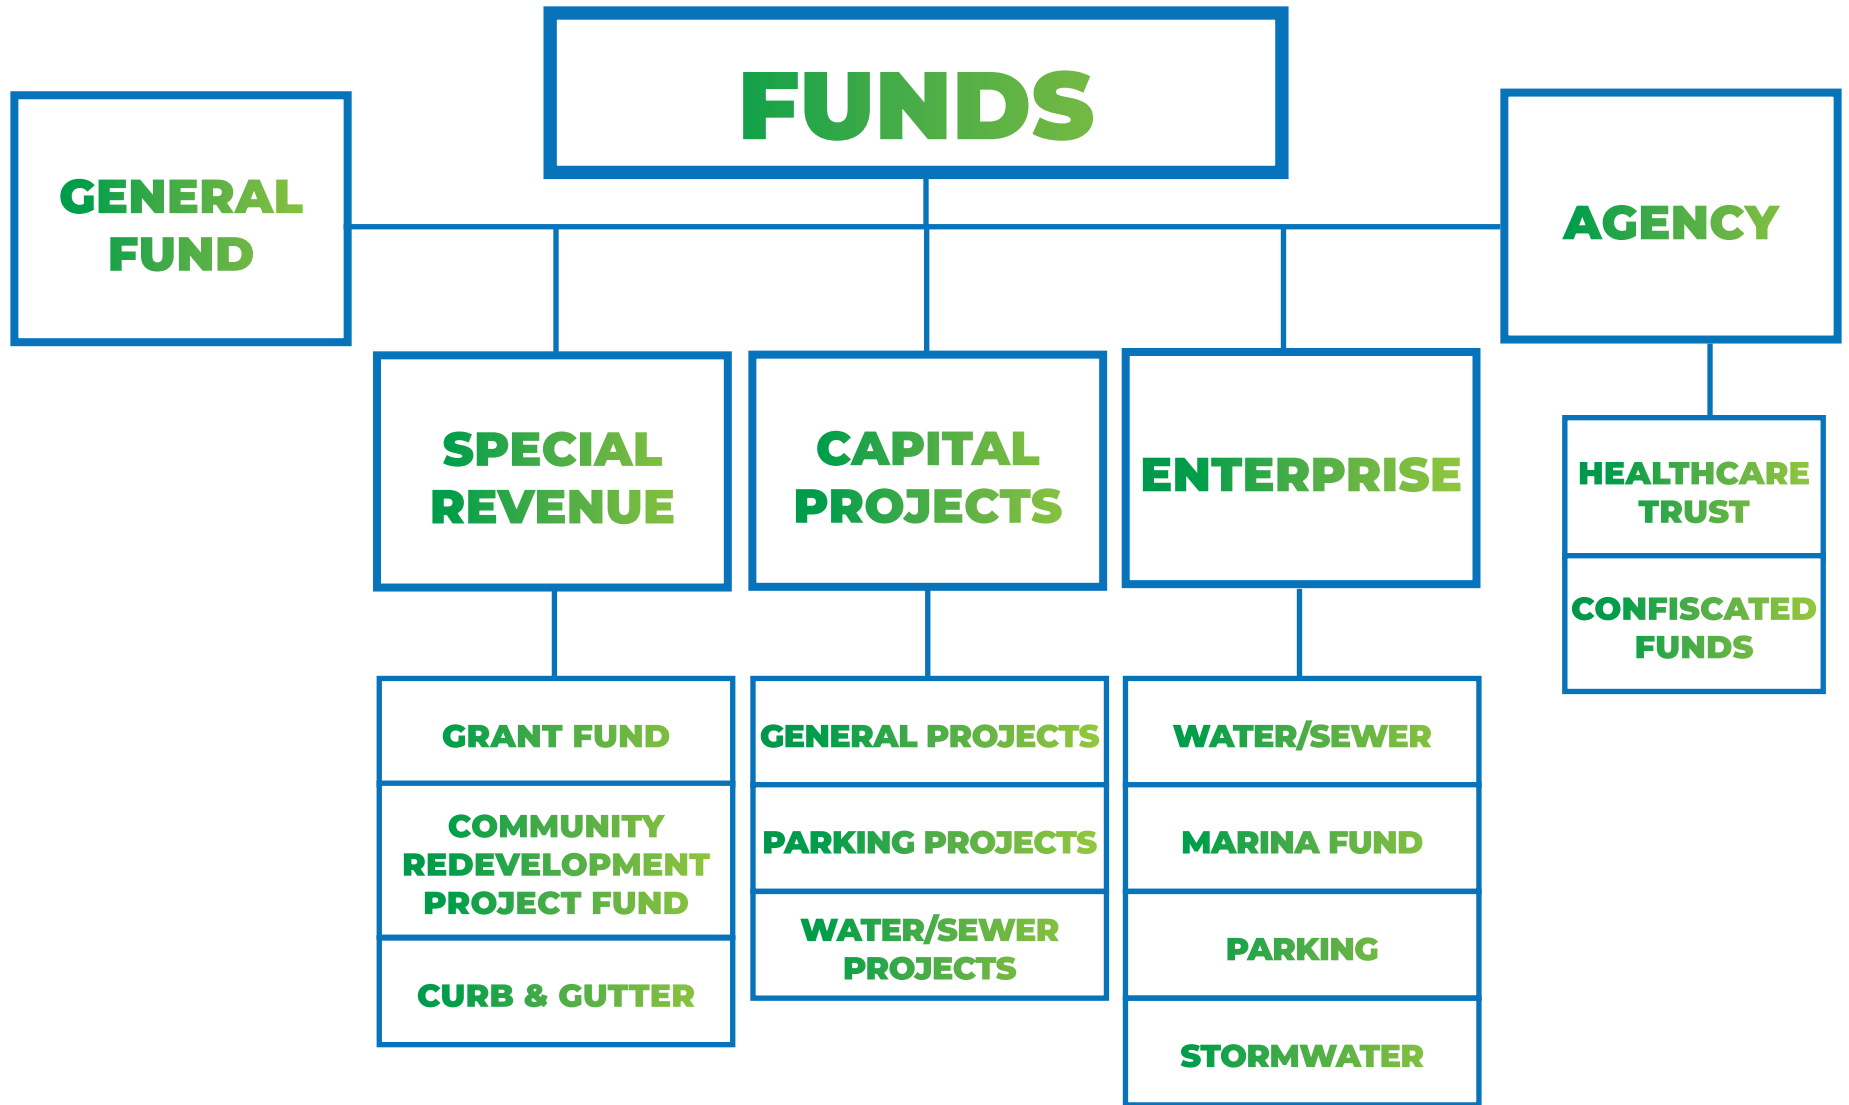 FUNDS
GENERAL
FUND
AGENCY
SPECIAL
REVENUE
CAPITAL
PROJECTS
ENTERPRISE
HEALTHCARE
TRUST
CONFISCATED
FUNDS
GRANT FUND
COMMUNITY
REDEVELOPMENT
PROJECT FUND
CURB & GUTTER
GENERAL PROJECTS
PARKING PROJECTS
WATER/SEWER
PROJECTS
WATER/SEWER
MARINA FUND
PARKING
STORMWATER